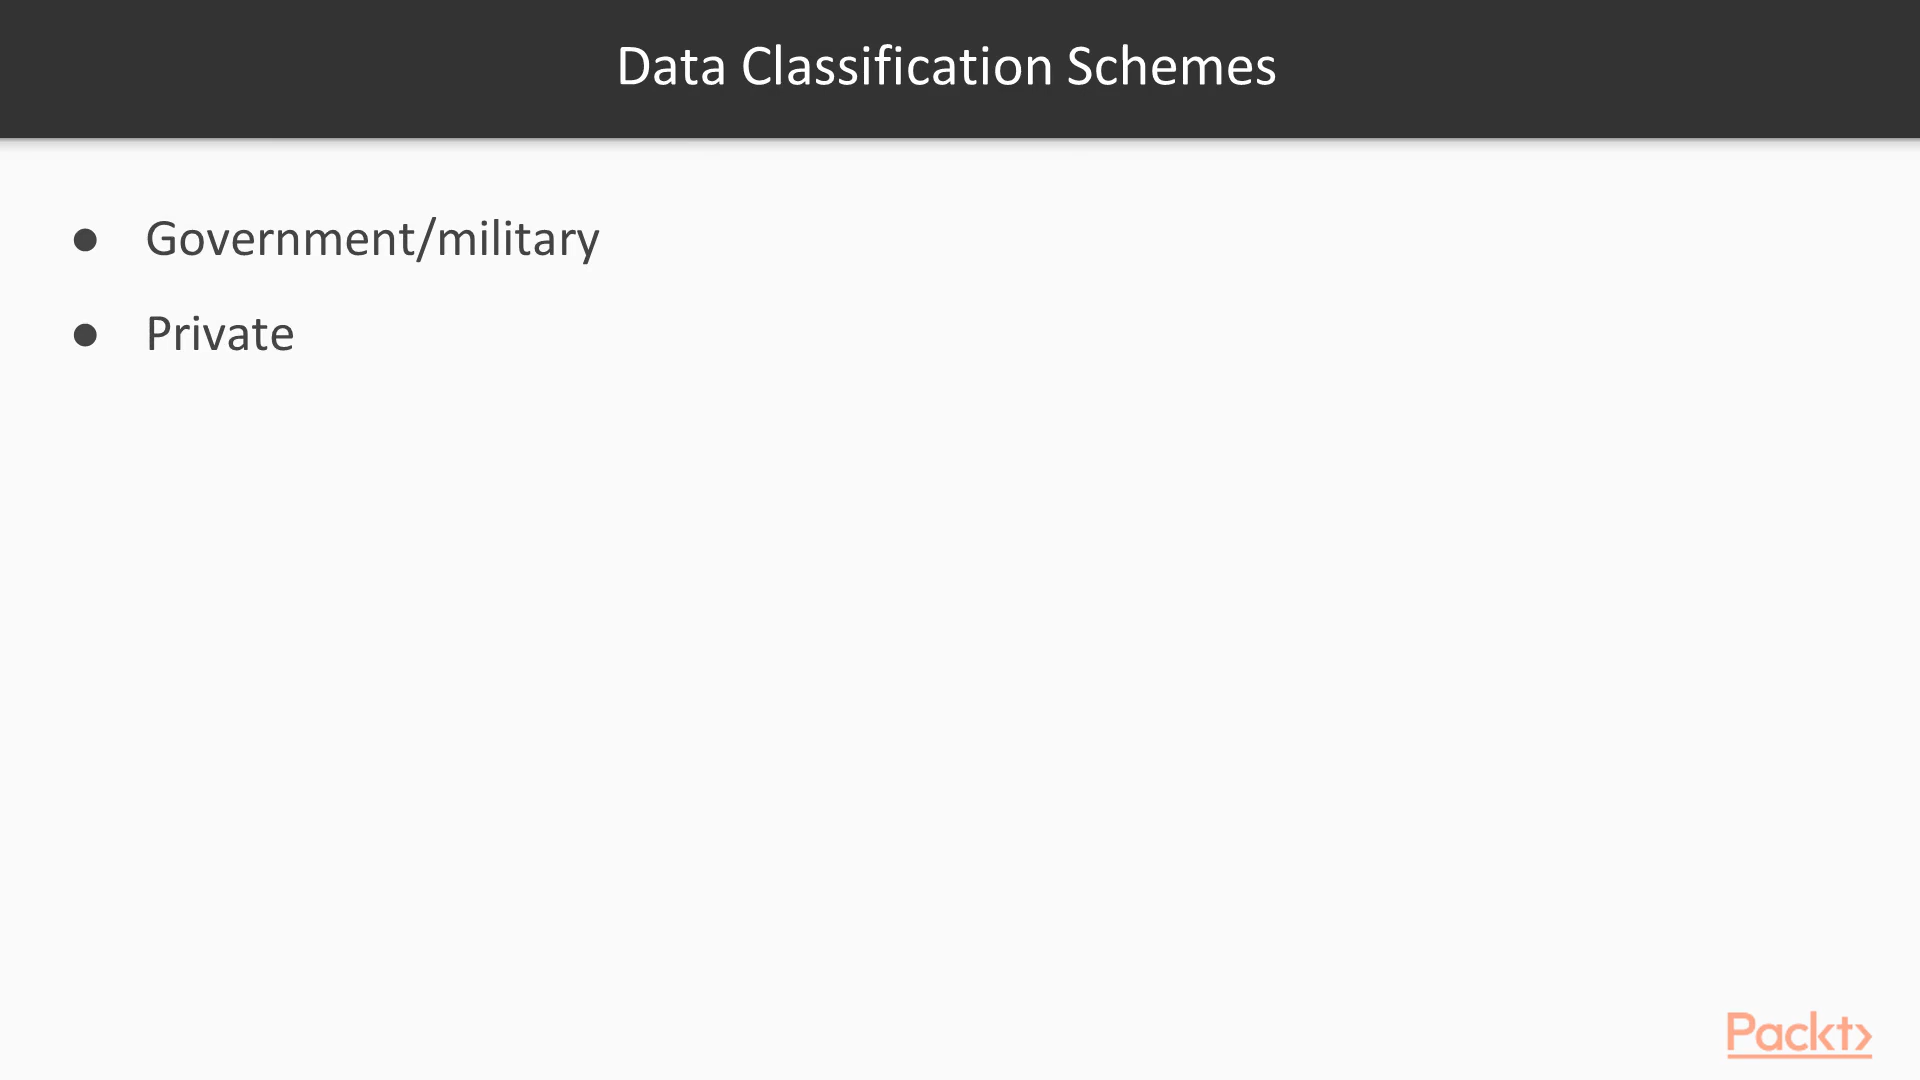 Data Classification Schemes
● Government/military
● Private
Packt>